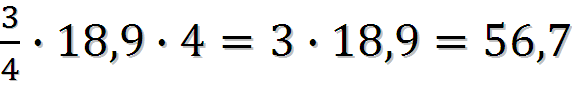 3/4 · 18,9 · 4 = 3 · 18,9 = 56,7